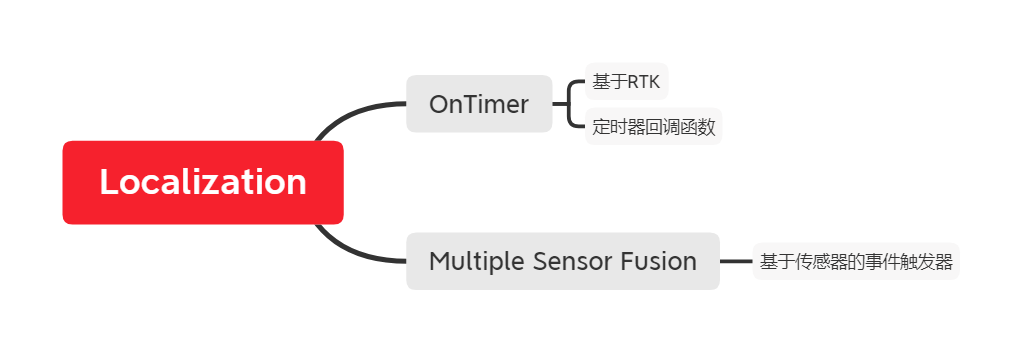 Localization
OnTimer
基于RTK
定时器回调函数
Multiple Sensor Fusion
基于传感器的事件触发器